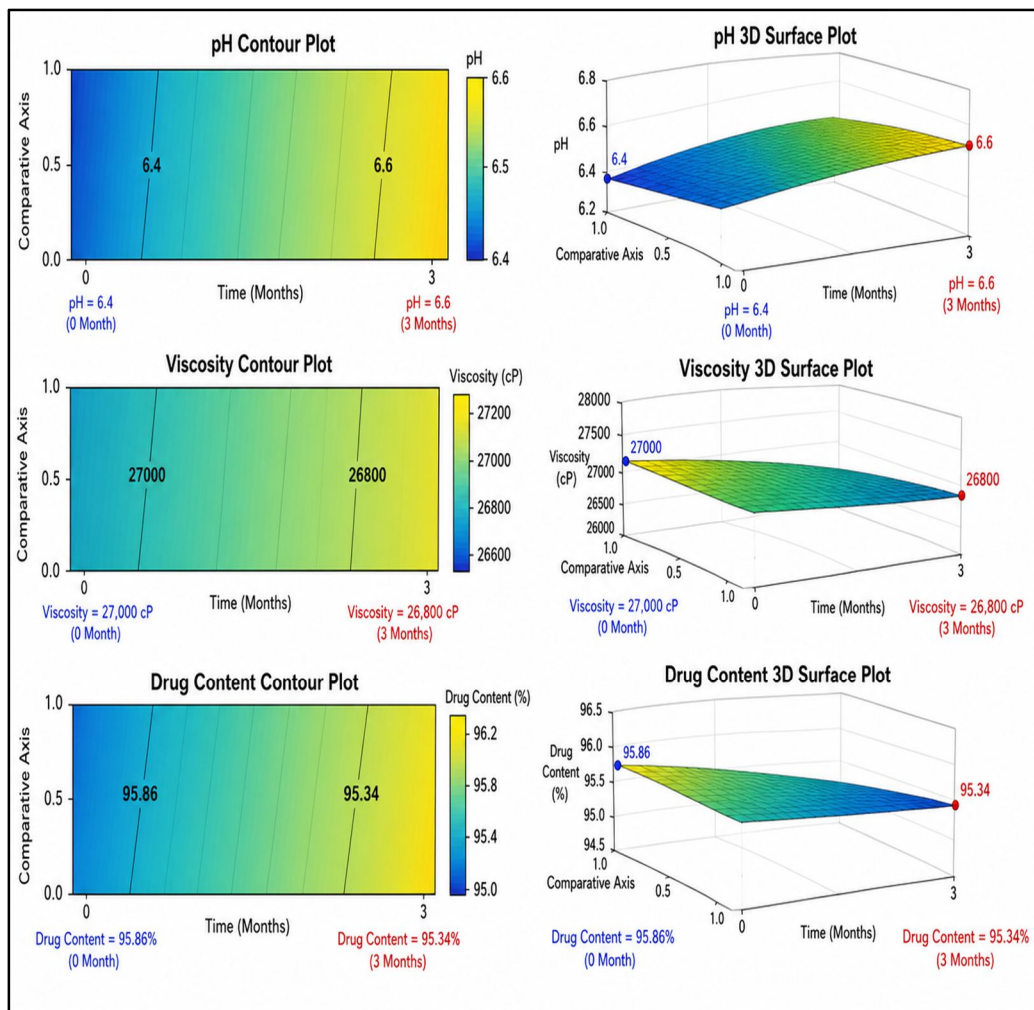 pH Contour Plot
Comparative Axis
1.0
0.5
0.0
6.4
6.6
0
3
Time (Months)
pH = 6.4
(0 Month)
pH = 6.6
(3 Months)
pH
6.6
6.5
6.4
pH 3D Surface Plot
6.8
6.6
pH
6.4
6.2
6.4
6.6
1.0
Comparative Axis
0.5
1.0
0
3
Time (Months)
pH = 6.4
(0 Month)
pH = 6.6
(3 Months)
Viscosity Contour Plot
Comparative Axis
1.0
0.5
0.0
27000
26800
0
3
Time (Months)
Viscosity = 27,000 cP
(0 Month)
Viscosity = 26,800 cP
(3 Months)
Viscosity (cP)
27200
27000
26800
26600
Viscosity 3D Surface Plot
28000
27500
Viscosity
(cP)
27000
26500
26000
27000
26800
1.0
Comparative Axis
0.5
1.0
0
3
Time (Months)
Viscosity = 27,000 cP
(0 Month)
Viscosity = 26,800 cP
(3 Months)
Drug Content Contour Plot
Comparative Axis
1.0
0.5
0.0
95.86
95.34
0
3
Time (Months)
Drug Content = 95.86%
(0 Month)
Drug Content = 95.34%
(3 Months)
Drug Content (%)
96.2
95.8
95.4
95.0
Drug Content 3D Surface Plot
96.5
96.0
Drug
Content
(%)
95.5
95.0
94.5
95.86
95.34
1.0
Comparative Axis
0.5
1.0
0
3
Time (Months)
Drug Content = 95.86%
(0 Month)
Drug Content = 95.34%
(3 Months)